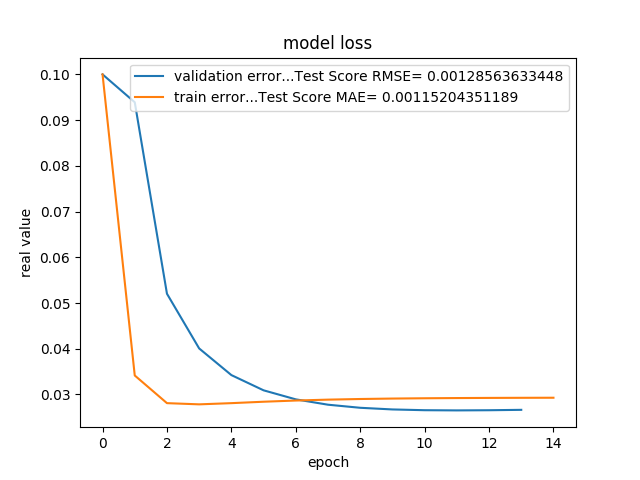 model loss
validation error...Test Score RMSE= 0.00128563633448
train error...Test Score MAE= 0.00115204351189
0.10
0.09
0.08
0.07
0.06
0.05
0.04
0.03
real value
0 2 4 6 8 10 12 14
epoch